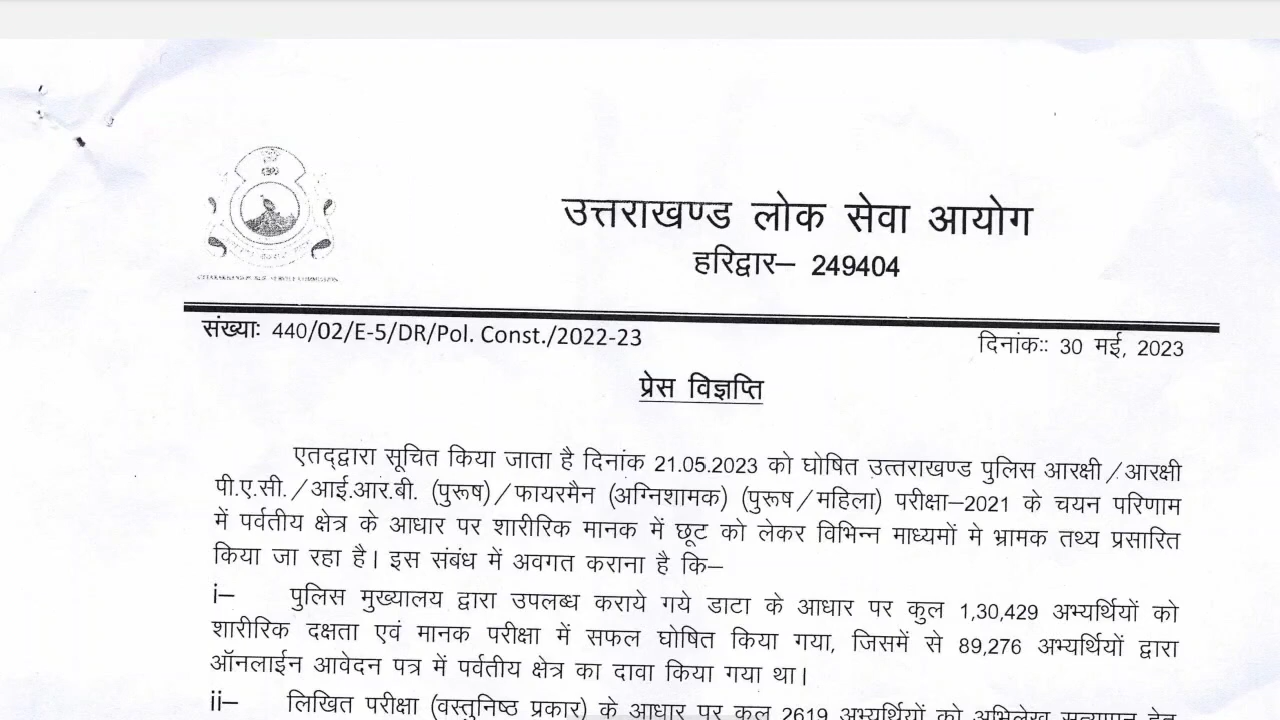 उत्तराखण्ड लोक सेवा आयोग
हरिद्वार– 249404
संख्याः 440/02/E-5/DR/Pol. Const./2022-23
दिनांकः: 30 मई, 2023
प्रेस विज्ञप्ति
एतद्द्वारा सूचित किया जाता है दिनांक 21.05.2023 को घोषित उत्तराखण्ड पुलिस आरक्षी/आरक्षी
पी.ए.सी./आई.आर.बी. (पुरूष)/फायरमैन (अग्निशामक) (पुरूष/महिला) परीक्षा–2021 के चयन परिणाम
में पर्वतीय क्षेत्र के आधार पर शारीरिक मानक में छूट को लेकर विभिन्न माध्यमों मे भ्रामक तथ्य प्रसारित
किया जा रहा है। इस संबंध में अवगत कराना है कि–
i– पुलिस मुख्यालय द्वारा उपलब्ध कराये गये डाटा के आधार पर कुल 1,30,429 अभ्यर्थियों को
शारीरिक दक्षता एवं मानक परीक्षा में सफल घोषित किया गया, जिसमें से 89,276 अभ्यर्थियों द्वारा
ऑनलाईन आवेदन पत्र में पर्वतीय क्षेत्र का दावा किया गया था।
ii– लिखित परीक्षा (वस्तुनिष्ठ प्रकार) के आधार पर कुल 2619 अभ्यर्थियों को अभिलेख सत्यापन हेतु